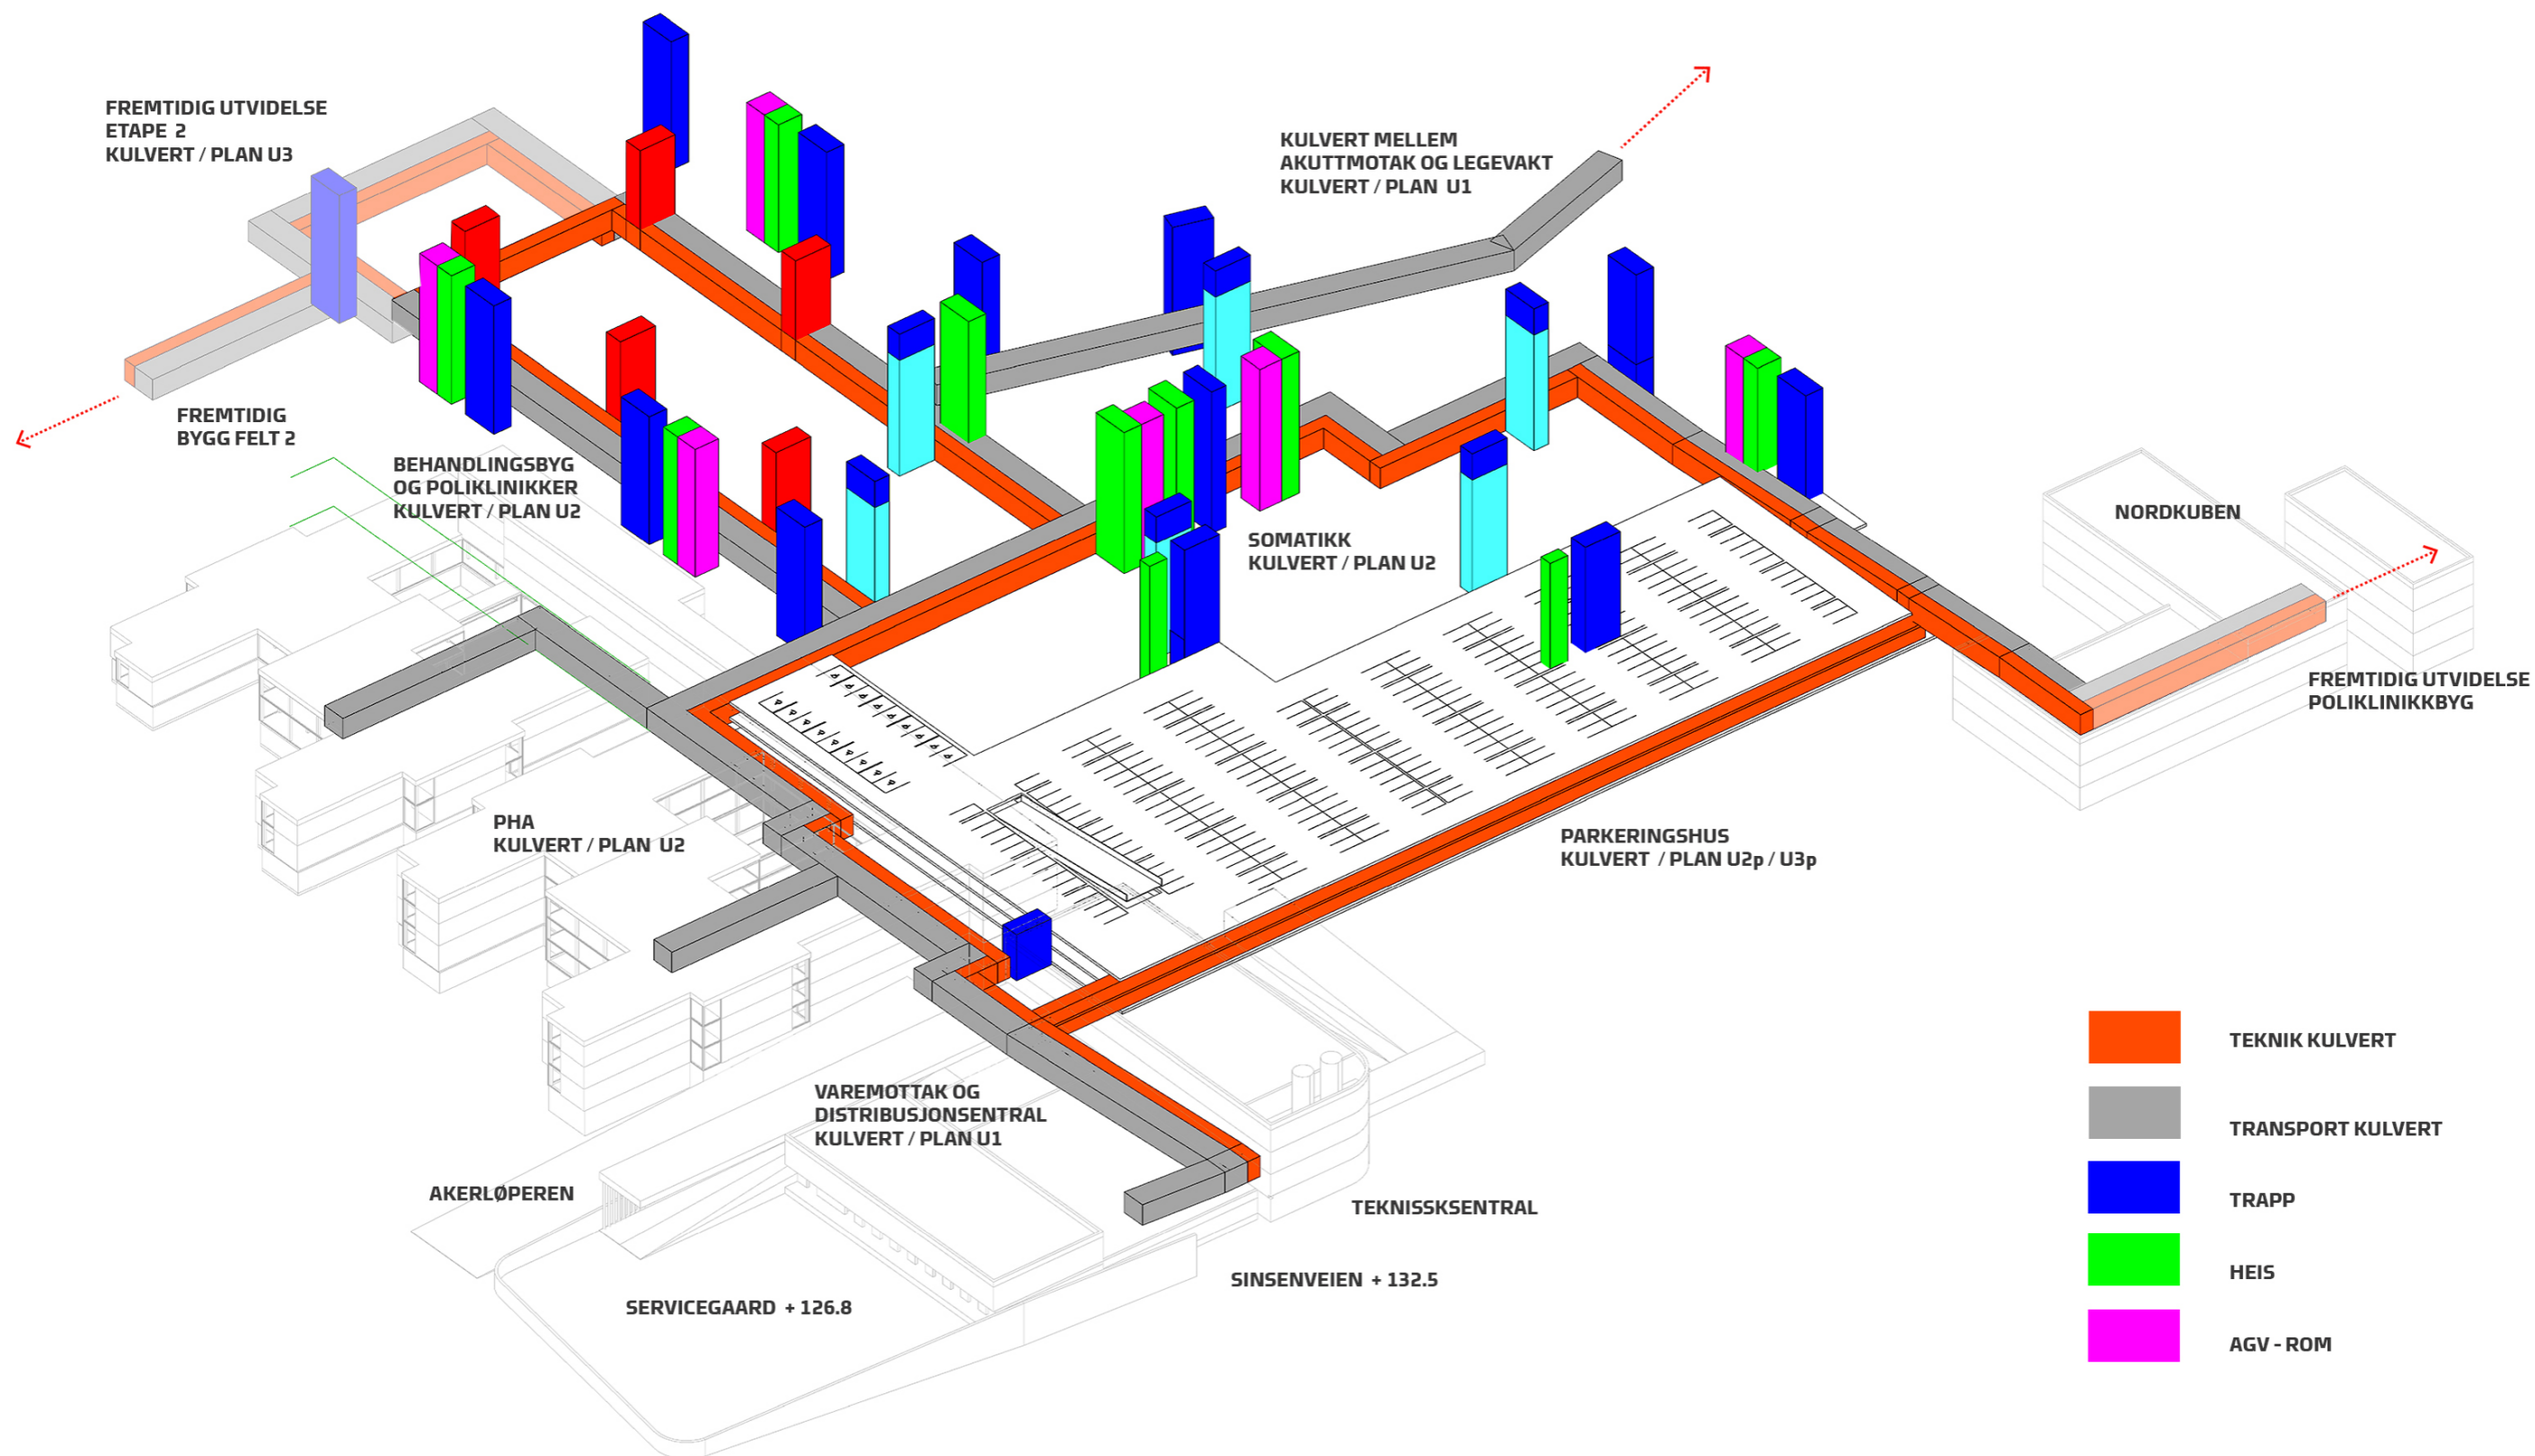 FREMTIDIG UTVIDELSE
ETAPE 2
KULVERT / PLAN U3
KULVERT MELLEM
AKUTTMOTAK OG LEGEVAKT
KULVERT / PLAN U1
FREMTIDIG
BYGG FELT 2
BEHANDLINGSBYG
OG POLIKLINIKKER
KULVERT / PLAN U2
SOMATIKK
KULVERT / PLAN U2
NORDKUBEN
FREMTIDIG UTVIDELSE
POLIKLINIKKBYG
PHA
KULVERT / PLAN U2
PARKERINGSHUS
KULVERT / PLAN U2p / U3p
VAREMOTTAK OG
DISTRIBUSJONSENTRAL
KULVERT / PLAN U1
AKERLØPEREN
TEKNISSKSENTRAL
SINSENVEIEN + 132.5
SERVICEGAARD + 126.8
TEKNIK KULVERT
TRANSPORT KULVERT
TRAPP
HEIS
AGV - ROM